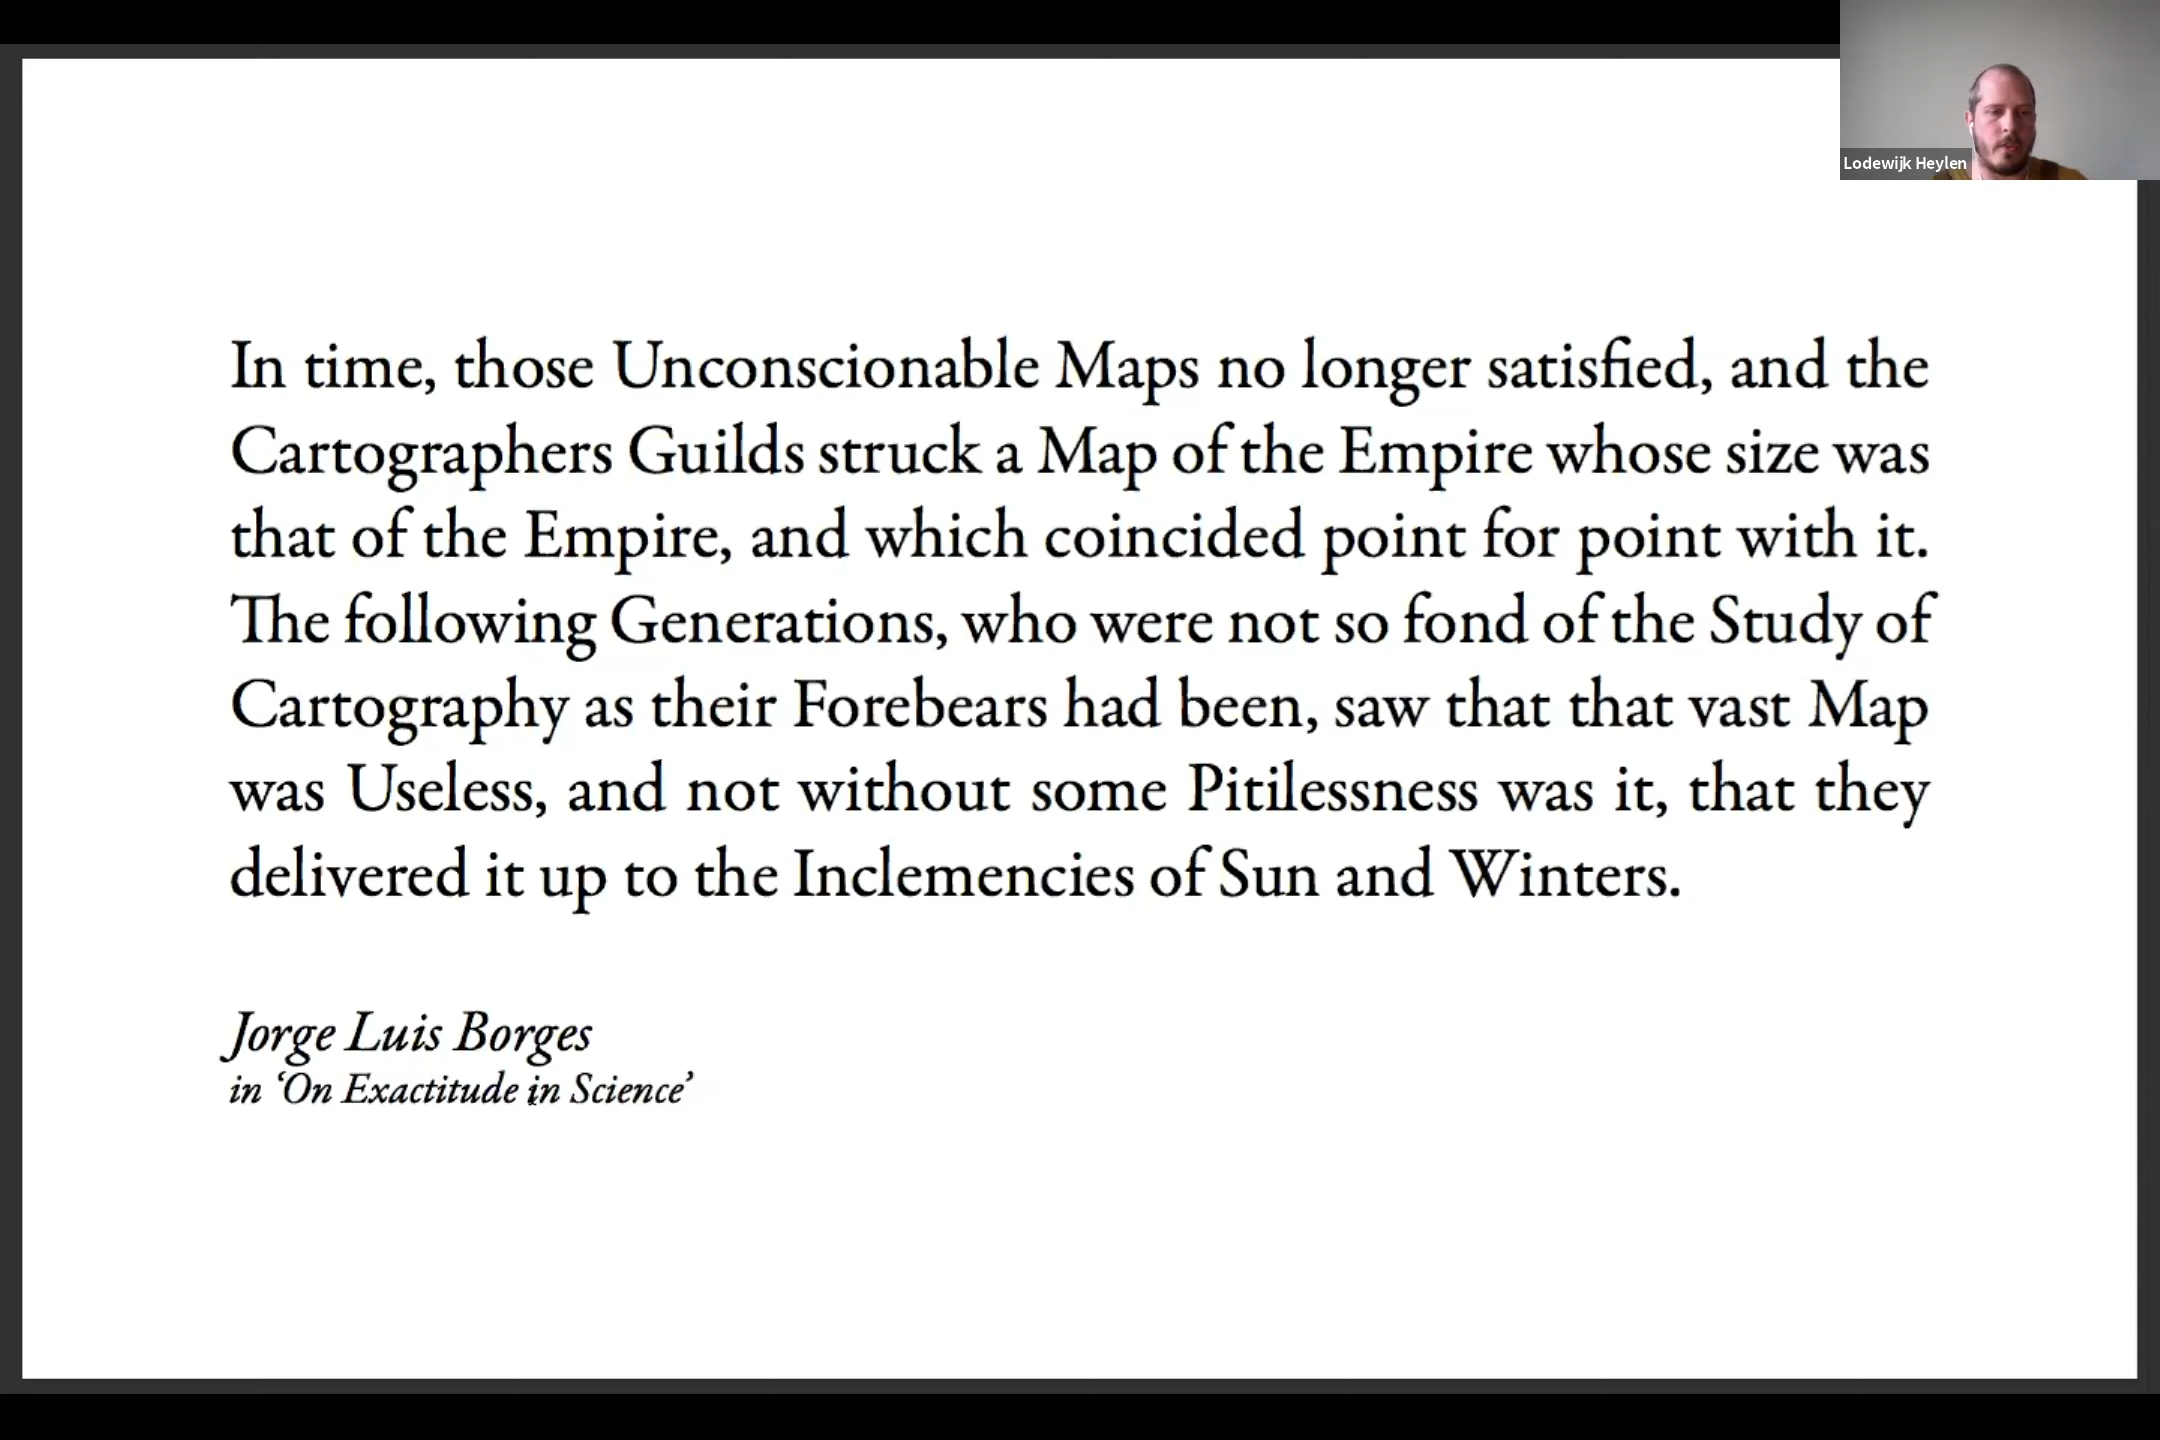 Lodewijk Heylen
In time, those Unconscionable Maps no longer satisfied, and the
Cartographers Guilds struck a Map of the Empire whose size was
that of the Empire, and which coincided point for point with it.
The following Generations, who were not so fond of the Study of
Cartography as their Forebears had been, saw that that vast Map
was Useless, and not without some Pitilessness was it, that they
delivered it up to the Inclemencies of Sun and Winters.
Jorge Luis Borges
in ‘On Exactitude in Science’